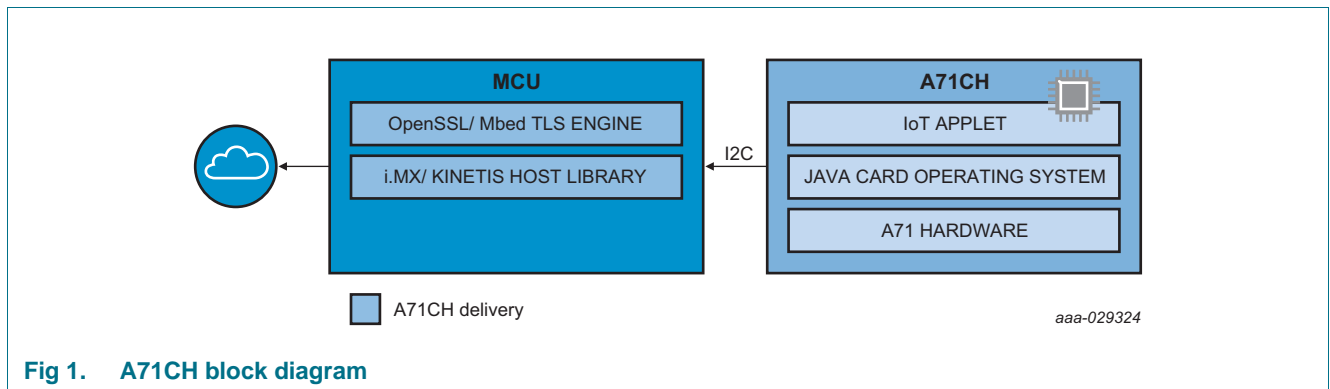 MCU
OpenSSL/ Mbed TLS ENGINE
i.MX/ KINETIS HOST LIBRARY
I2C
A71CH
IoT APPLET
JAVA CARD OPERATING SYSTEM
A71 HARDWARE
A71CH delivery
aaa-029324
Fig 1. A71CH block diagram